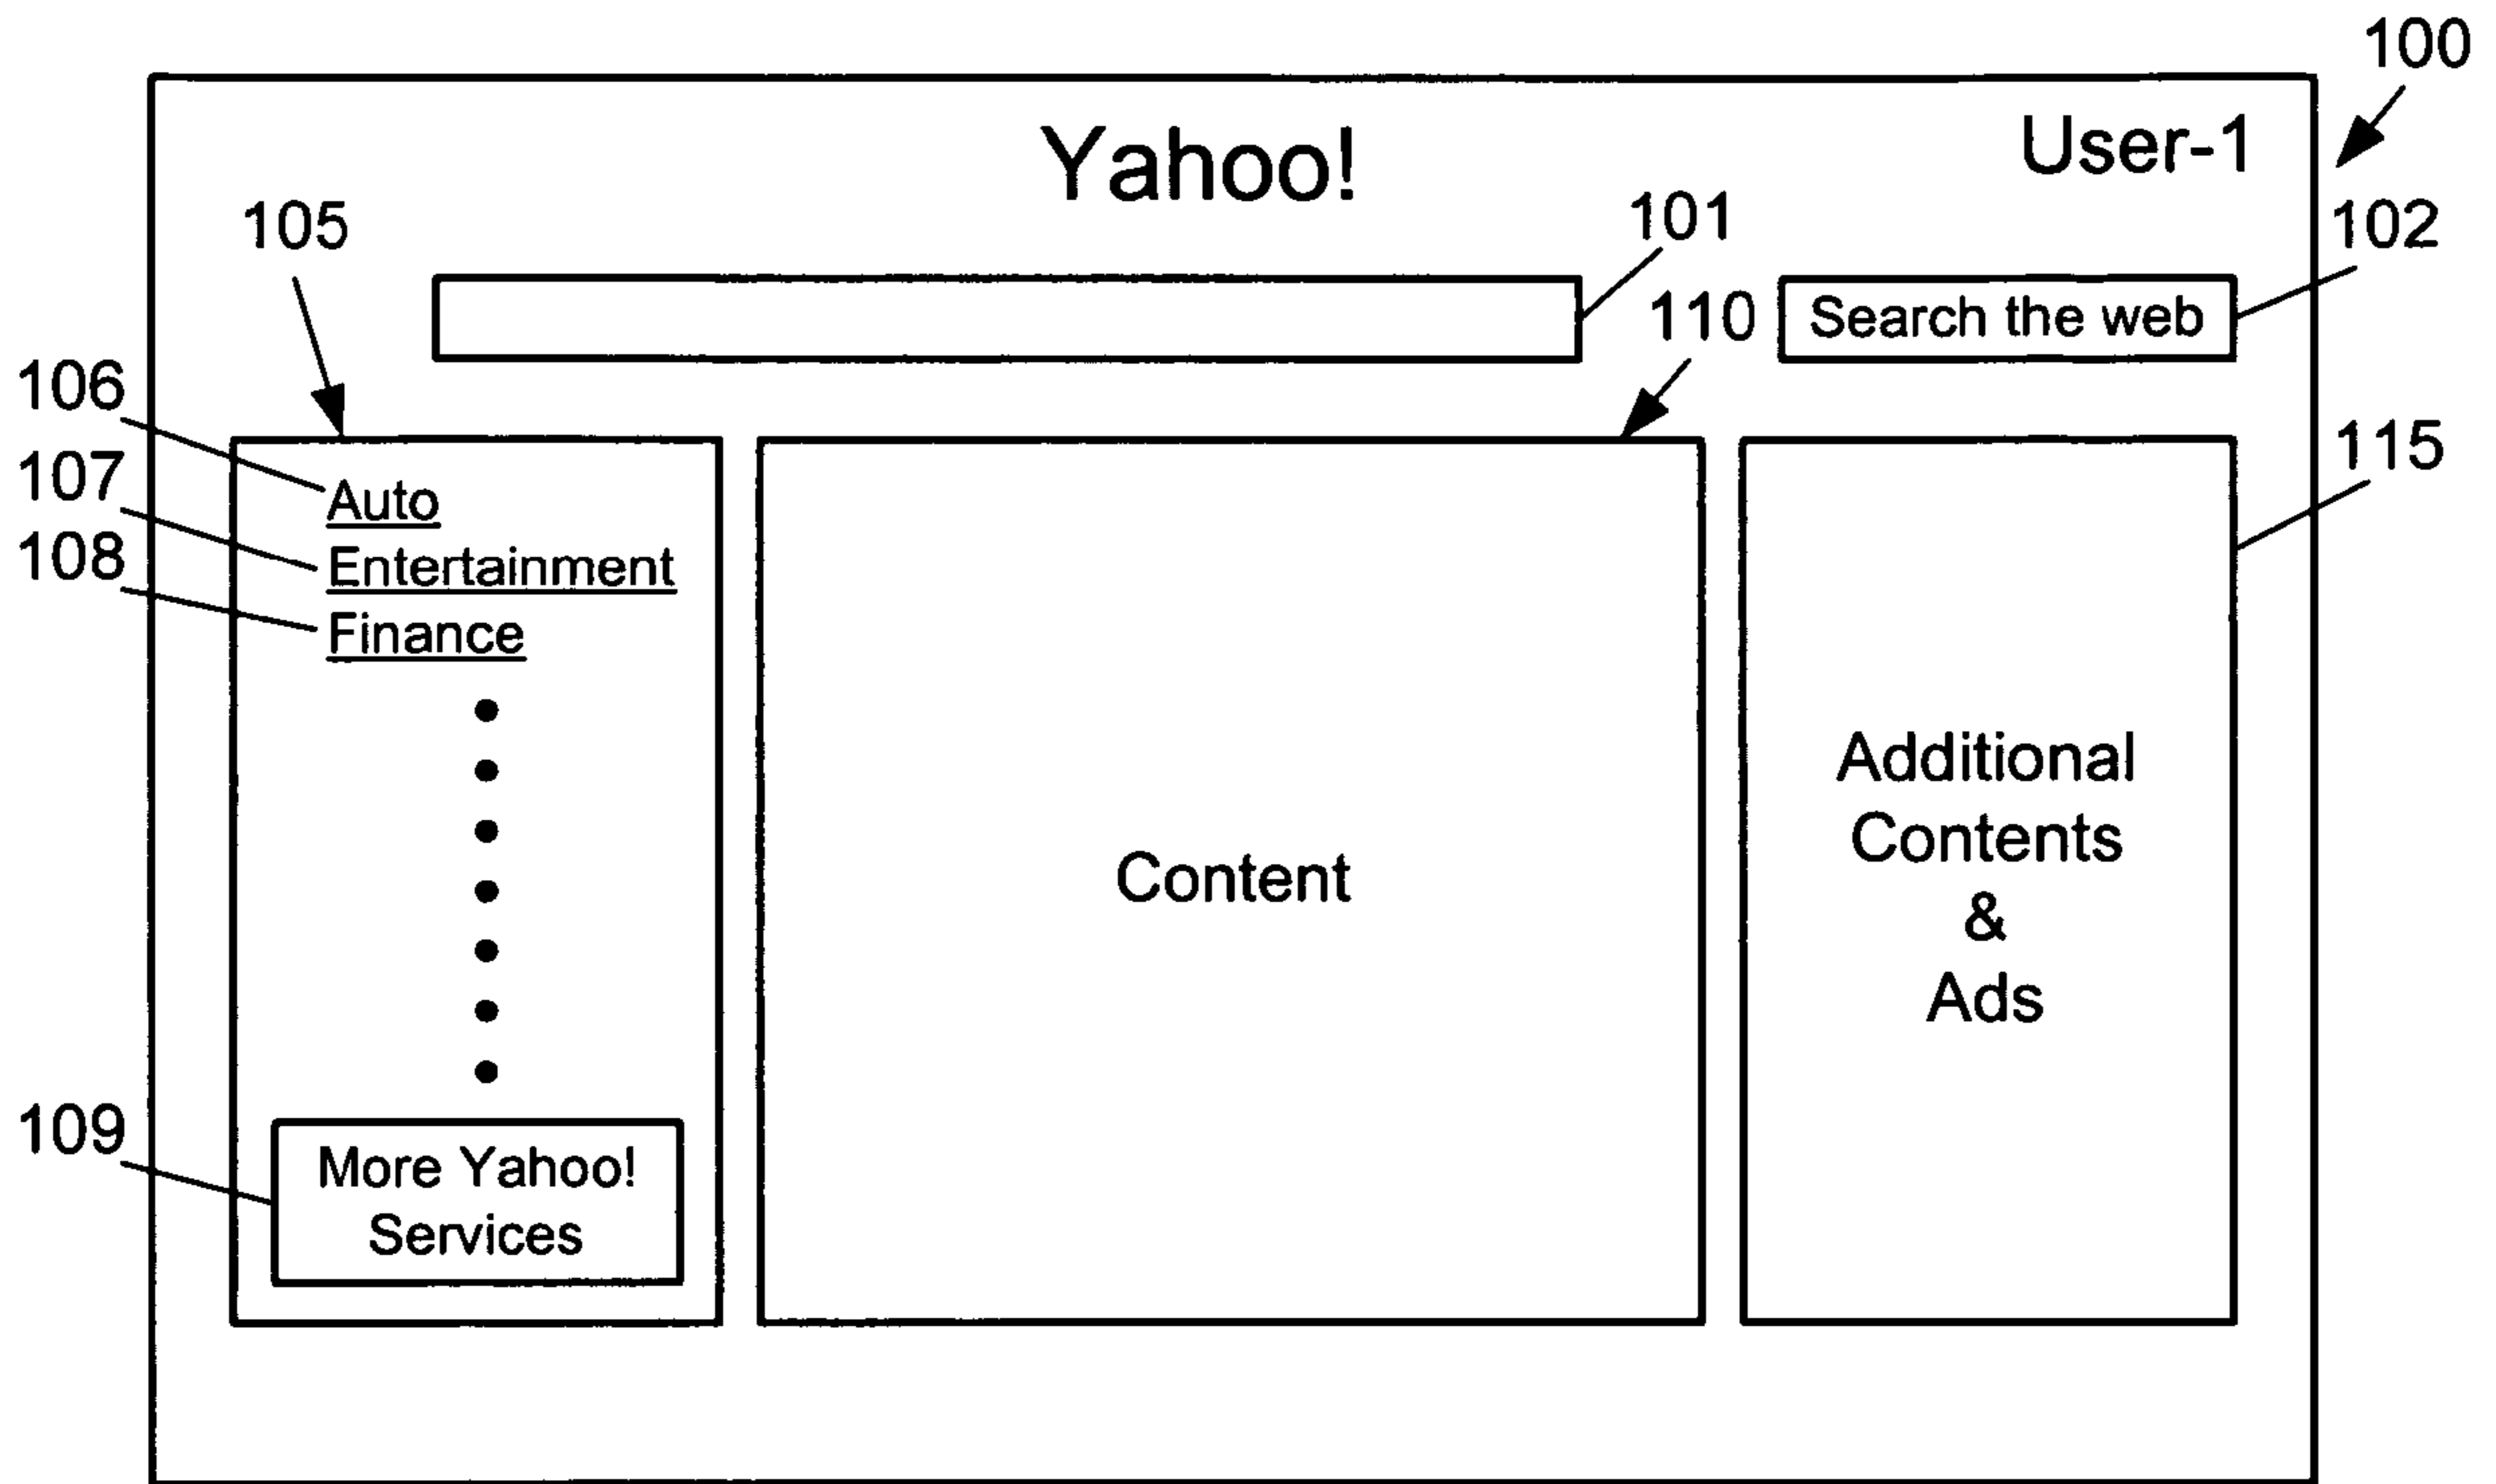 100
Yahoo!
User-1
105
101
102
110
Search the web
106
107
108
Auto
Entertainment
Finance
115
Content
Additional
Contents
&
Ads
109
More Yahoo!
Services